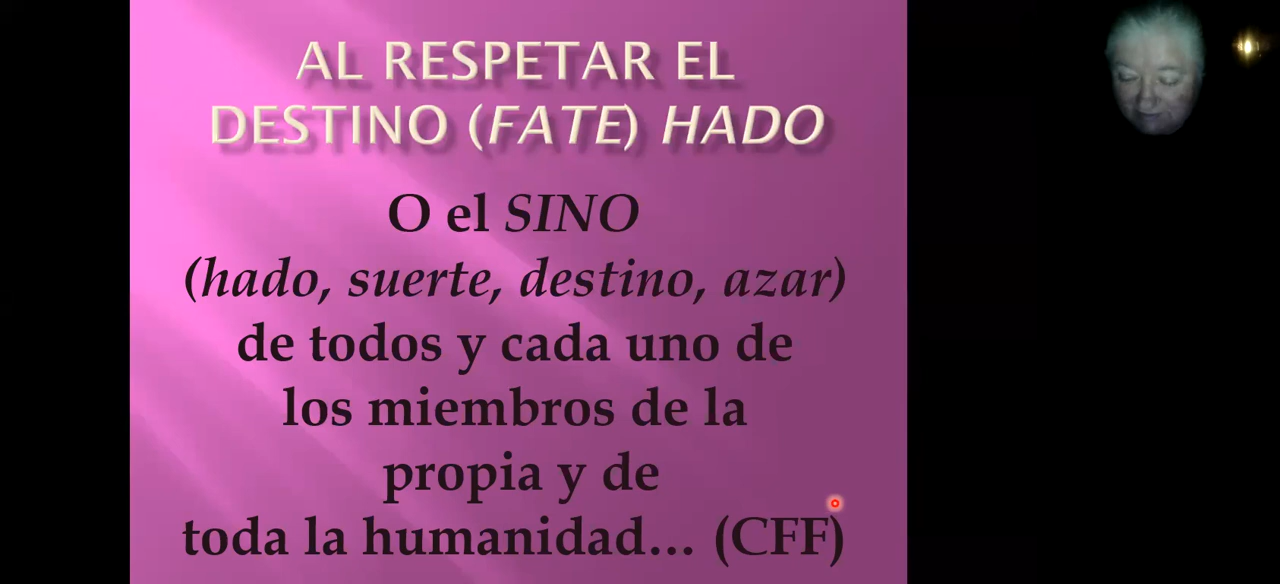 AL RESPETAR EL
DESTINO (FATE) HADO
O el SINO
(hado, suerte, destino, azar)
de todos y cada uno de
los miembros de la
propia y de
toda la humanidad... (CFF)